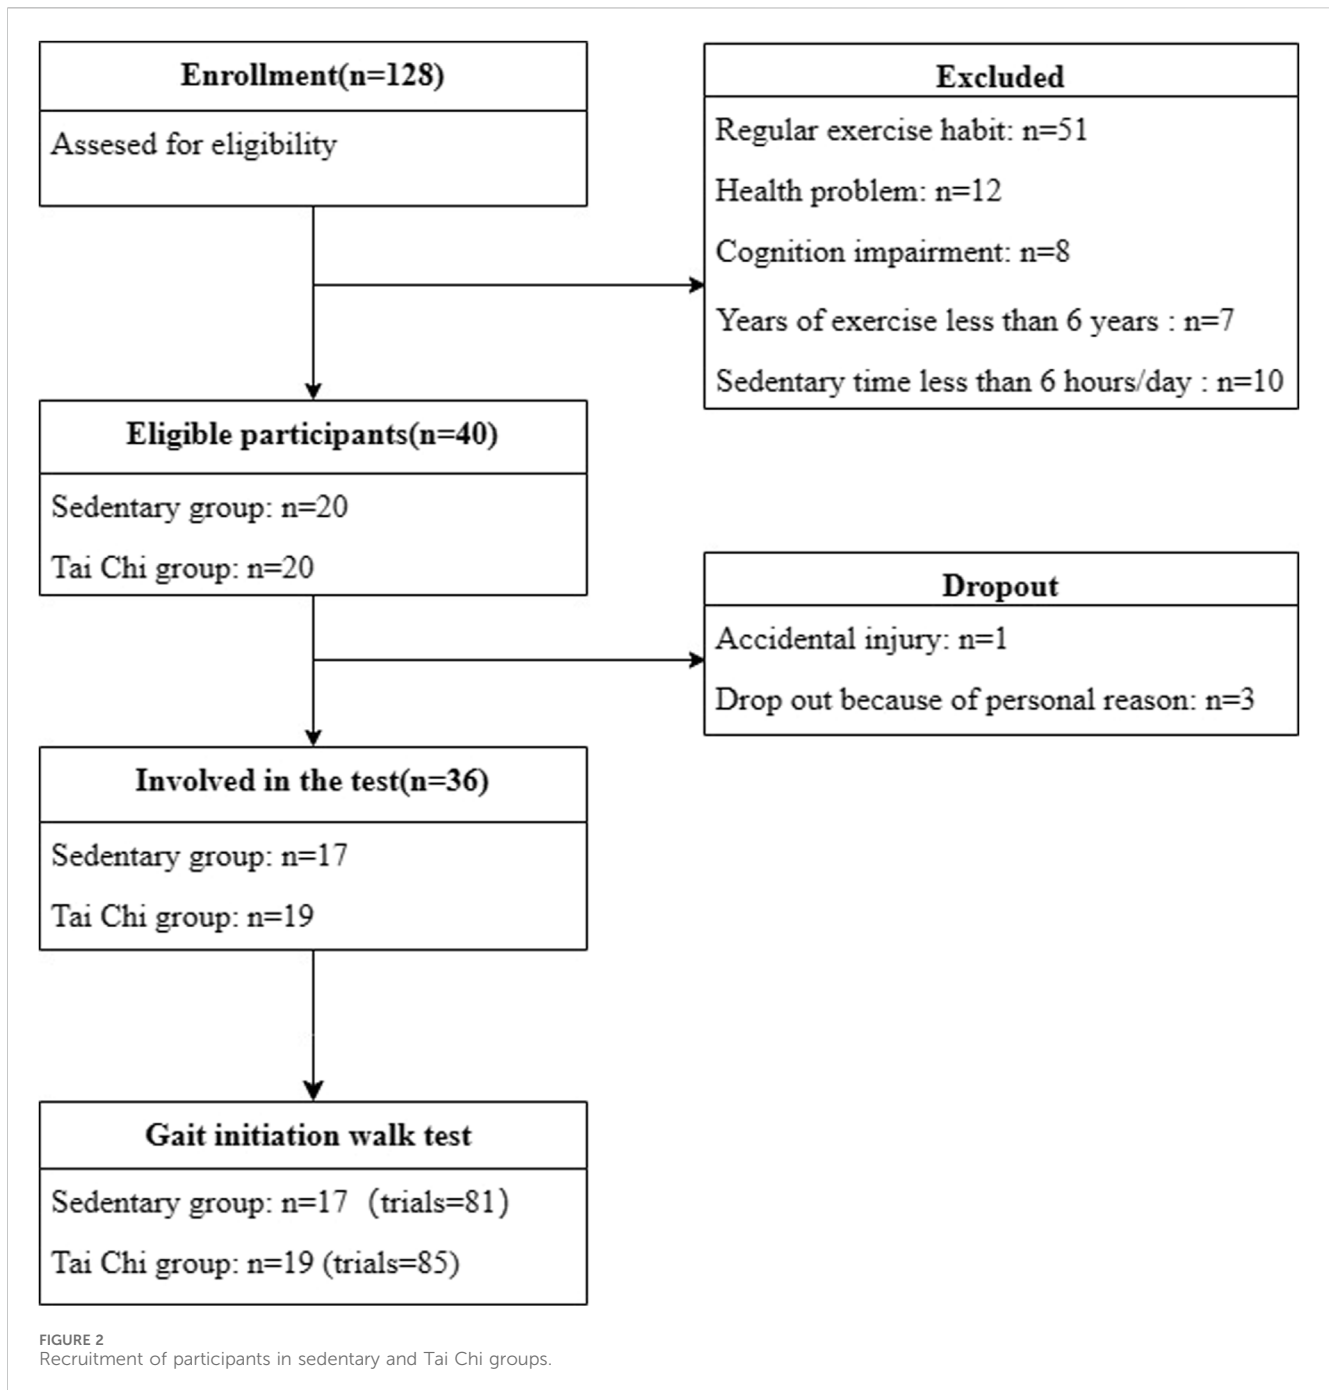 Enrollment(n=128)
Assesed for eligibility
Excluded
Regular exercise habit: n=51
Health problem: n=12
Cognition impairment: n=8
Years of exercise less than 6 years : n=7
Sedentary time less than 6 hours/day : n=10
Eligible participants(n=40)
Sedentary group: n=20
Tai Chi group: n=20
Dropout
Accidental injury: n=1
Drop out because of personal reason: n=3
Involved in the test(n=36)
Sedentary group: n=17
Tai Chi group: n=19
Gait initiation walk test
Sedentary group: n=17 (trials=81)
Tai Chi group: n=19 (trials=85)
FIGURE 2
Recruitment of participants in sedentary and Tai Chi groups.